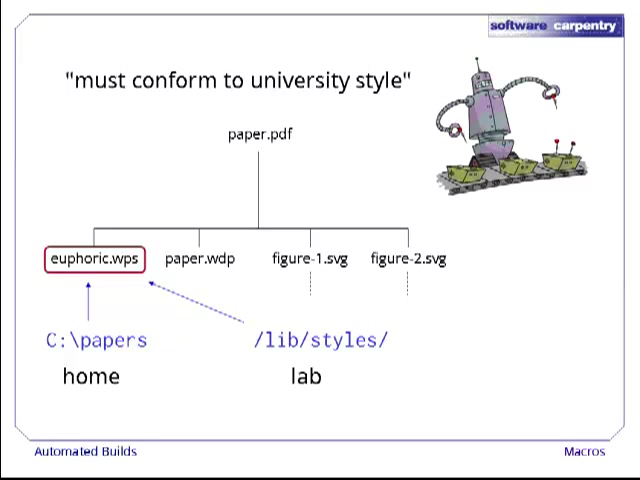 software carpentry
"must conform to university style"
paper.pdf
euphoric.wps paper.wdp figure-1.svg figure-2.svg
C:\papers /lib/styles/
home lab
Automated Builds Macros